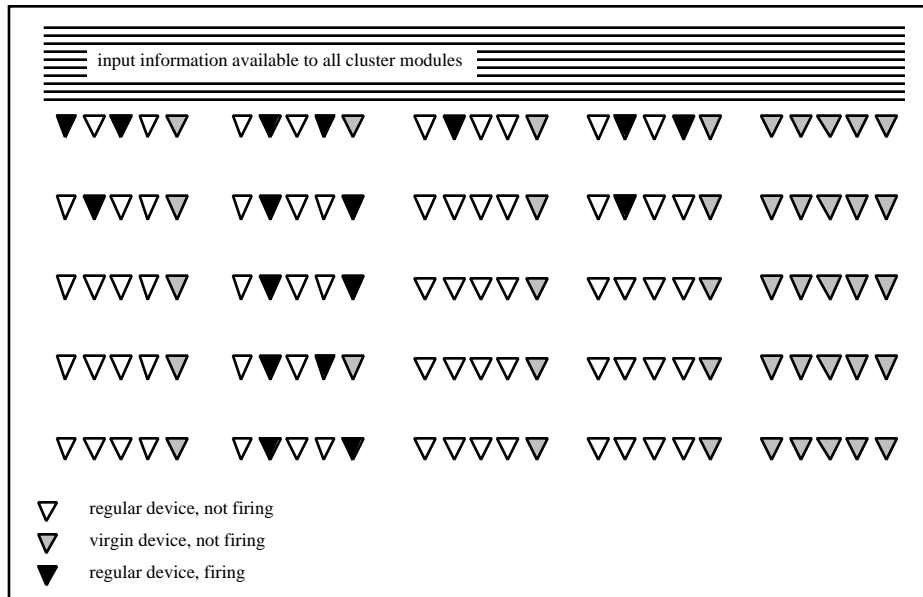 input information available to all cluster modules
regular device, not firing
virgin device, not firing
regular device, firing